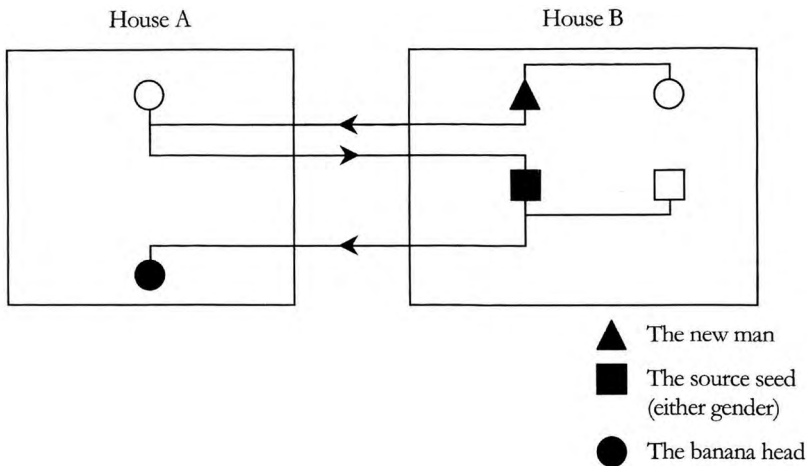 House A
House B
The new man
The source seed
(either gender)
The banana head